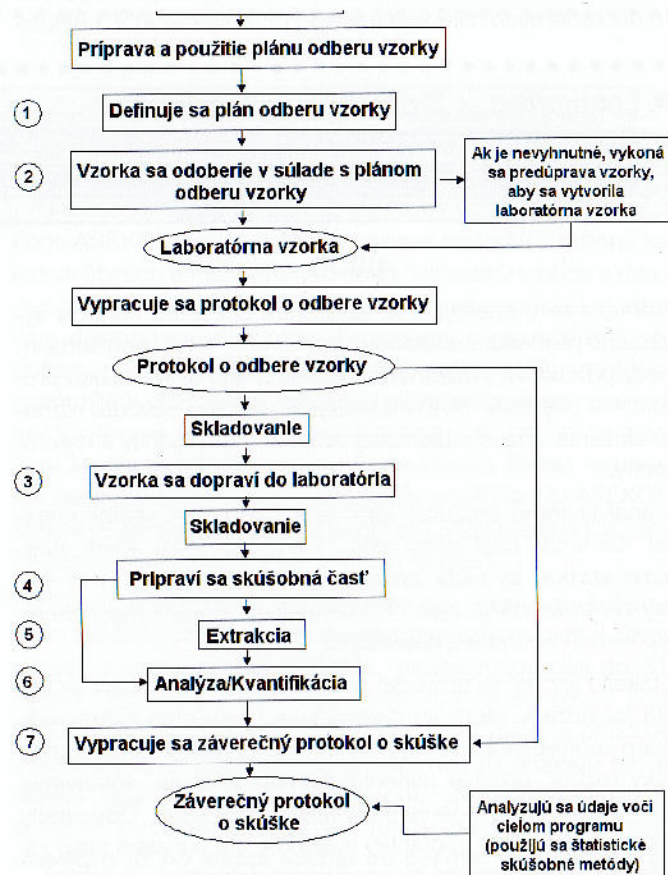 Príprava a použitie plánu odberu vzorky
1
Definuje sa plán odberu vzorky
2
Vzorka sa odoberie v súlade s plánom
odberu vzorky
Ak je nevyhnutné, vykoná
sa predúprava vzorky,
aby sa vytvorila
laboratórna vzorka
Laboratórna vzorka
Vypracuje sa protokol o odbere vzorky
Protokol o odbere vzorky
Skladovanie
3
Vzorka sa dopraví do laboratória
Skladovanie
4
Pripraví sa skúšobná časť
5
Extrakcia
6
Analýza/Kvantifikácia
7
Vypracuje sa záverečný protokol o skúške
Záverečný protokol
o skúške
Analyzujú sa údaje voči
cielom programu
(použijú sa štatistické
skúšobné metódy)